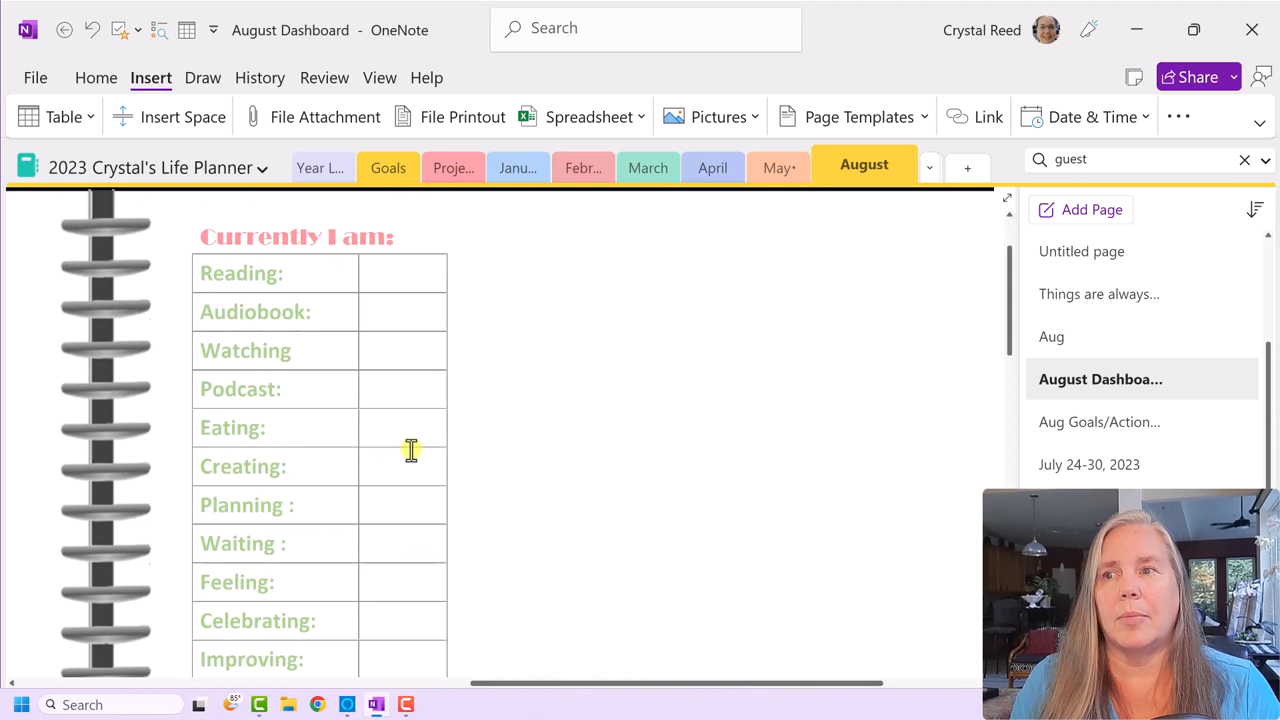 August Dashboard - OneNote
Search
Crystal Reed
File Home Insert Draw History Review View Help
Share
Table Insert Space File Attachment File Printout Spreadsheet Pictures Page Templates Link Date & Time
2023 Crystal's Life Planner
Year L... Goals Proje... Janu... Febr... March April May August
guest
Add Page
Untitled page
Things are always...
Aug
August Dashboa...
Aug Goals/Action...
July 24-30, 2023
Currently I am:
Reading:
Audiobook:
Watching
Podcast:
Eating:
Creating:
Planning :
Waiting :
Feeling:
Celebrating:
Improving:
Search
85°